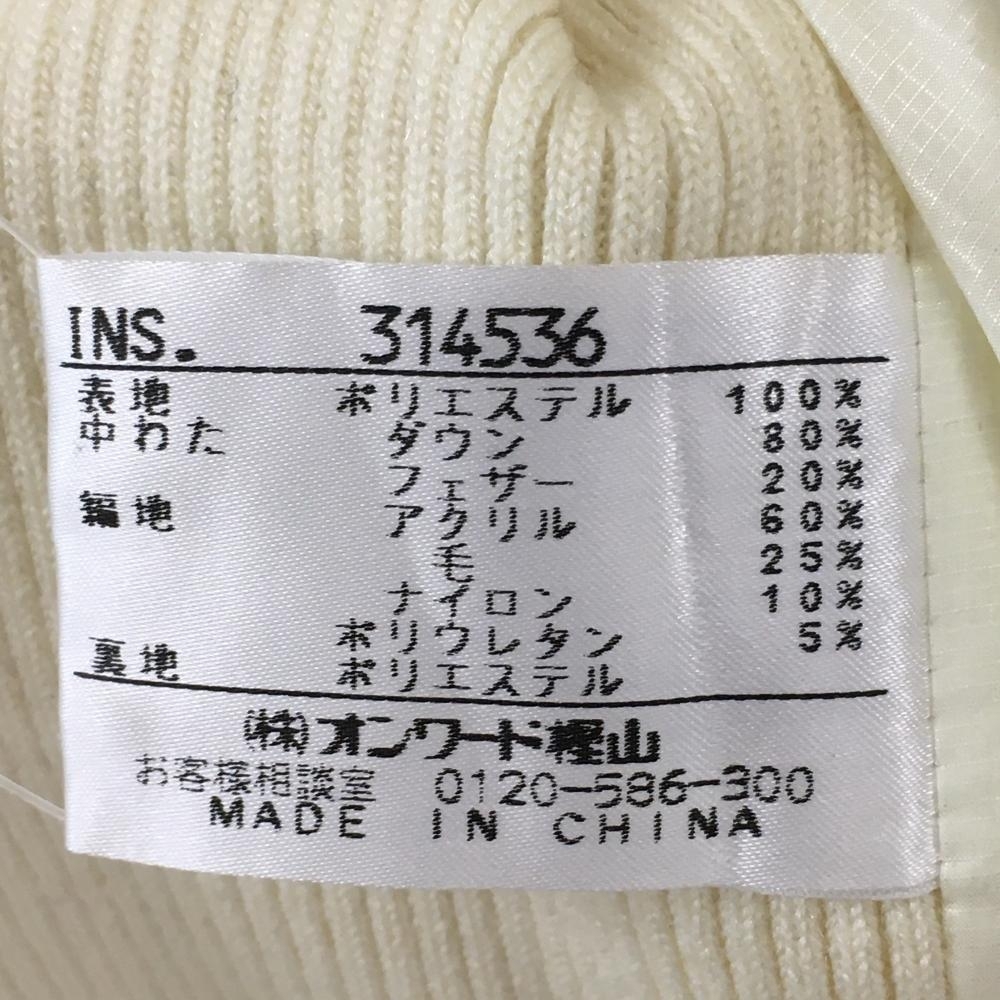 INS. 314536
表地 ポリエステル 100%
中わた ダウン 80%
フェザー 20%
編地 アクリル 60%
毛 25%
ナイロン 10%
ポリウレタン 5%
裏地 ポリエステル
(株)オンワード樫山
お客様相談室 0120-586-300
MADE IN CHINA